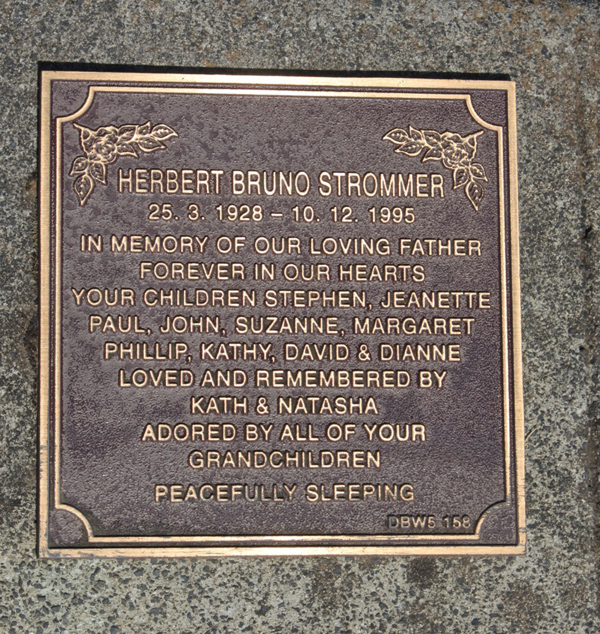 HERBERT BRUNO STROMMER
25. 3. 1928 – 10. 12. 1995
IN MEMORY OF OUR LOVING FATHER
FOREVER IN OUR HEARTS
YOUR CHILDREN STEPHEN, JEANETTE
PAUL, JOHN, SUZANNE, MARGARET
PHILLIP, KATHY, DAVID & DIANNE
LOVED AND REMEMBERED BY
KATH & NATASHA
ADORED BY ALL OF YOUR
GRANDCHILDREN
PEACEFULLY SLEEPING
DBW5 158